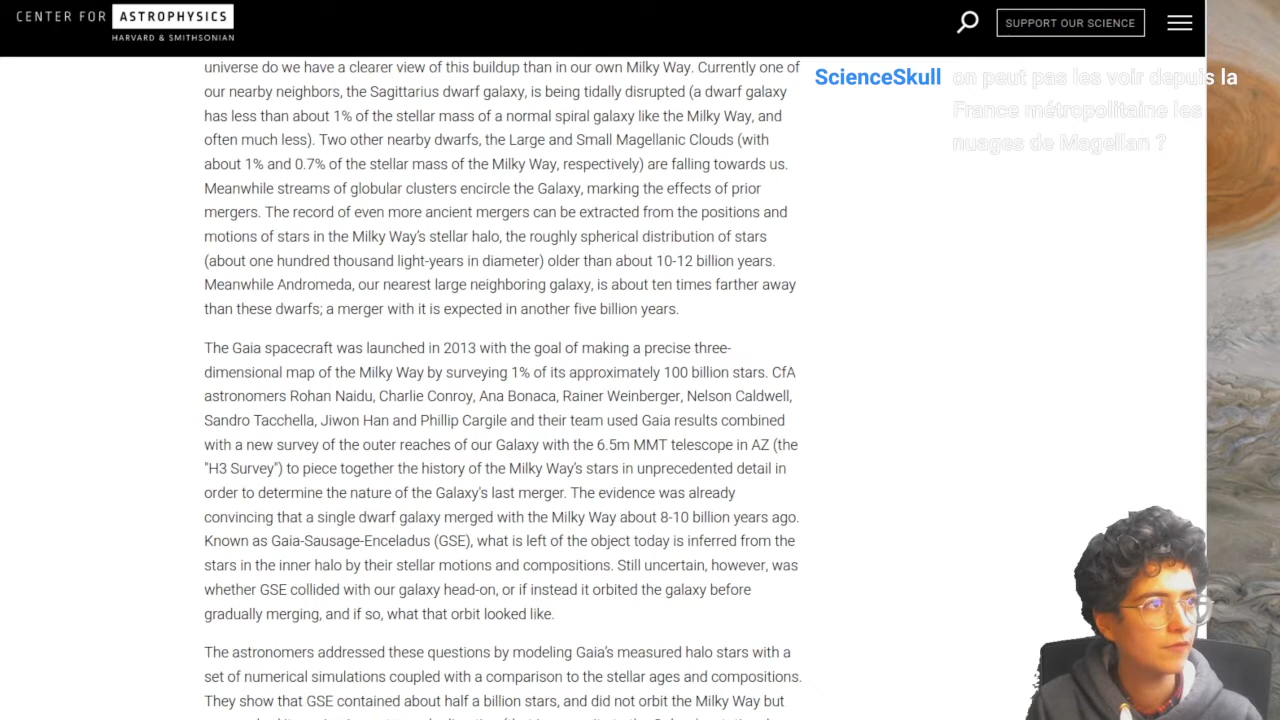 CENTER FOR ASTROPHYSICS
HARVARD & SMITHSONIAN
SUPPORT OUR SCIENCE
universe do we have a clearer view of this buildup than in our own Milky Way. Currently one of
our nearby neighbors, the Sagittarius dwarf galaxy, is being tidally disrupted (a dwarf galaxy
has less than about 1% of the stellar mass of a normal spiral galaxy like the Milky Way, and
often much less). Two other nearby dwarfs, the Large and Small Magellanic Clouds (with
about 1% and 0.7% of the stellar mass of the Milky Way, respectively) are falling towards us.
Meanwhile streams of globular clusters encircle the Galaxy, marking the effects of prior
mergers. The record of even more ancient mergers can be extracted from the positions and
motions of stars in the Milky Way's stellar halo, the roughly spherical distribution of stars
(about one hundred thousand light-years in diameter) older than about 10-12 billion years.
Meanwhile Andromeda, our nearest large neighboring galaxy, is about ten times farther away
than these dwarfs; a merger with it is expected in another five billion years.
The Gaia spacecraft was launched in 2013 with the goal of making a precise three-
dimensional map of the Milky Way by surveying 1% of its approximately 100 billion stars. CfA
astronomers Rohan Naidu, Charlie Conroy, Ana Bonaca, Rainer Weinberger, Nelson Caldwell,
Sandro Tacchella, Jiwon Han and Phillip Cargile and their team used Gaia results combined
with a new survey of the outer reaches of our Galaxy with the 6.5m MMT telescope in AZ (the
"H3 Survey") to piece together the history of the Milky Way's stars in unprecedented detail in
order to determine the nature of the Galaxy's last merger. The evidence was already
convincing that a single dwarf galaxy merged with the Milky Way about 8-10 billion years ago.
Known as Gaia-Sausage-Enceladus (GSE), what is left of the object today is inferred from the
stars in the inner halo by their stellar motions and compositions. Still uncertain, however, was
whether GSE collided with our galaxy head-on, or if instead it orbited the galaxy before
gradually merging, and if so, what that orbit looked like.
The astronomers addressed these questions by modeling Gaia's measured halo stars with a
set of numerical simulations coupled with a comparison to the stellar ages and compositions.
They show that GSE contained about half a billion stars, and did not orbit the Milky Way but
ScienceSkull on peut pas les voir depuis la
France métropolitaine les
nuages de Magellan ?